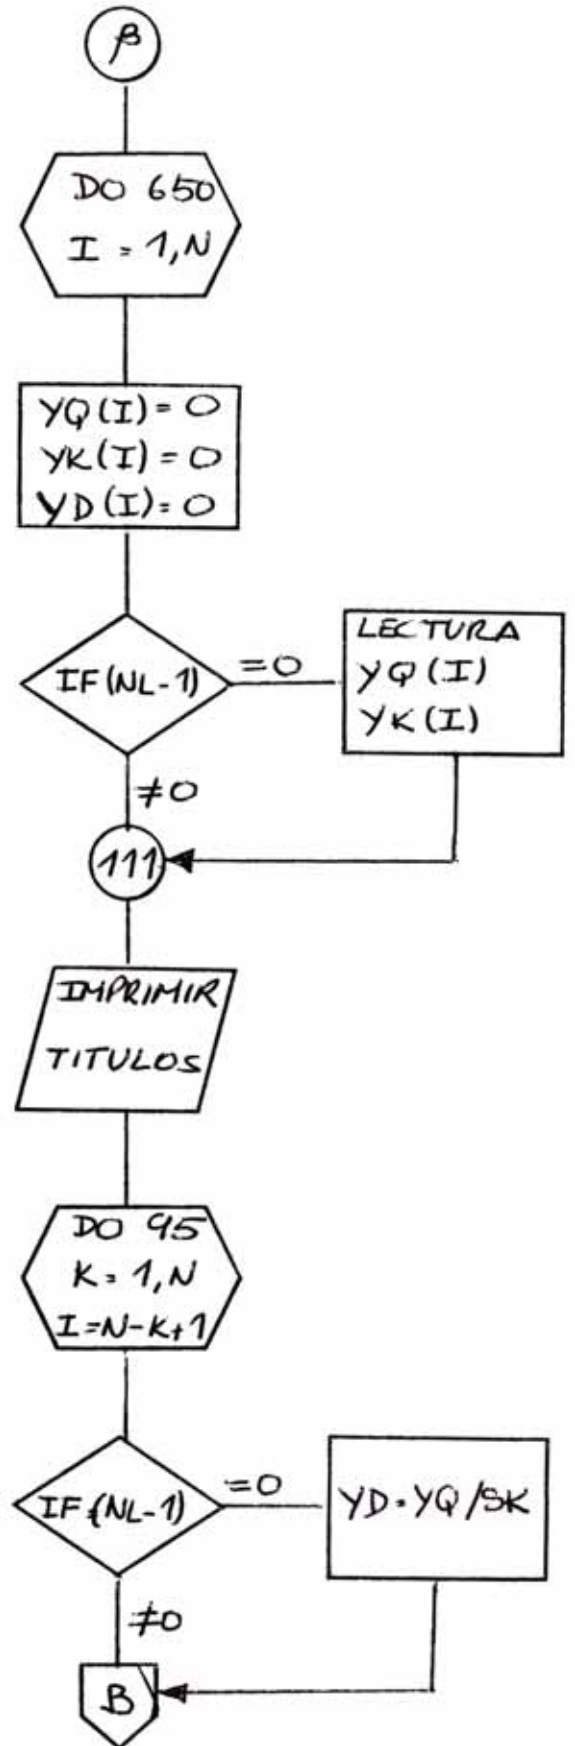 β
DO 650
I = 1,N
YQ(I)=0
YK(I)=0
YD(I)=0
IF(NL-1)
=0
LECTURA
YQ(I)
YK(I)
≠0
111
IMPRIMIR
TITULOS
DO 95
K=1,N
I=N-K+1
IF(NL-1)
=0
YD=YQ/SK
≠0
B